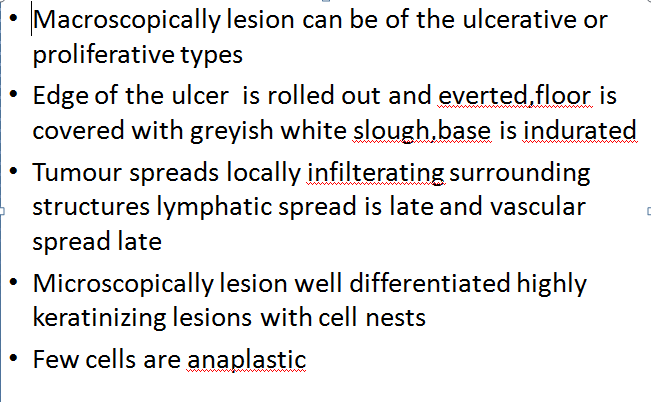 • Macroscopically lesion can be of the ulcerative or
proliferative types
• Edge of the ulcer  is rolled out and everted,floor is
covered with greyish white slough,base is indurated
• Tumour spreads locally infilterating surrounding
structures lymphatic spread is late and vascular
spread late
• Microscopically lesion well differentiated highly
keratinizing lesions with cell nests
• Few cells are anaplastic